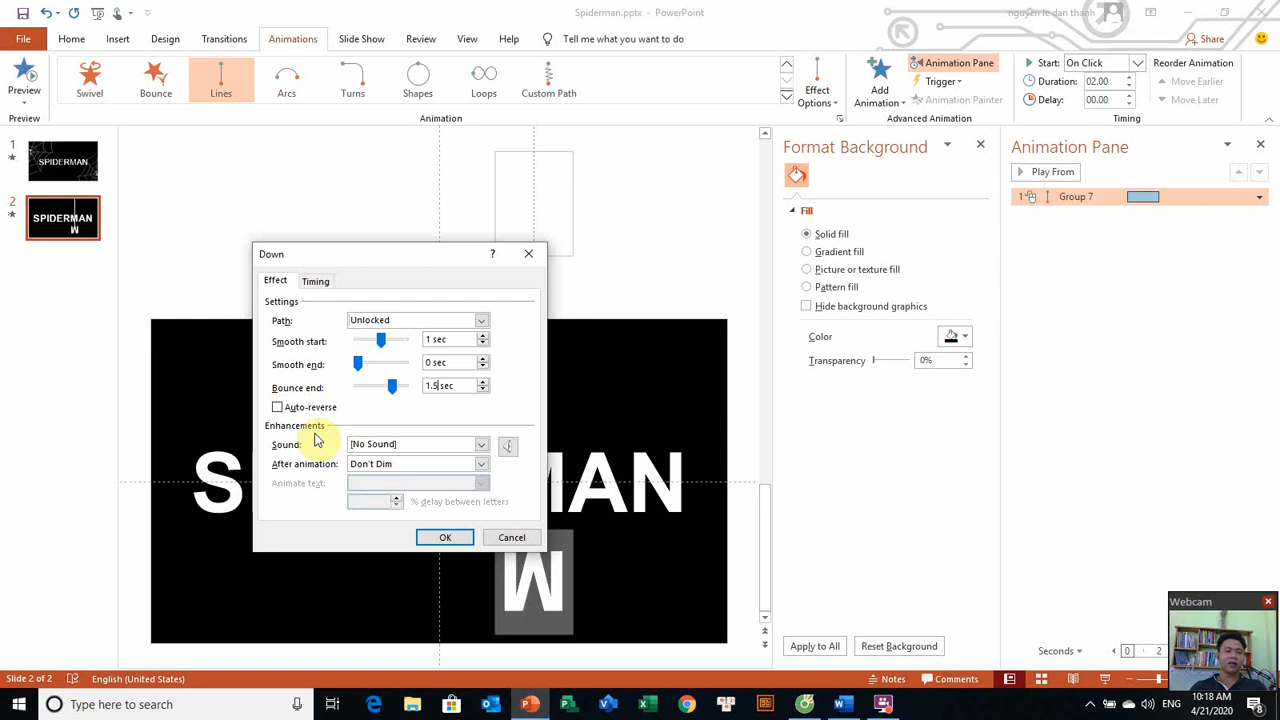 Spiderman.pptx - PowerPoint
nguyen le dan thanh
File Home Insert Design Transitions Animations Slide Show Review View Help Tell me what you want to do Share
Preview
Swivel Bounce Lines Arcs Turns Shapes Loops Custom Path
Effect Options
Add Animation
Animation Pane
Trigger
Animation Painter
Start: On Click
Duration: 02.00
Delay: 00.00
Reorder Animation
Move Earlier
Move Later
Preview Animation Advanced Animation Timing
1
SPIDERMAN
2
SPIDERMAN
M
Down
?
Effect Timing
Settings
Path: Unlocked
Smooth start: 1 sec
Smooth end: 0 sec
Bounce end: 1.5 sec
Auto-reverse
Enhancements
Sound: [No Sound]
After animation: Don't Dim
Animate text:
% delay between letters
OK Cancel
S MAN
M
Format Background
Fill
Solid fill
Gradient fill
Picture or texture fill
Pattern fill
Hide background graphics
Color
Transparency 0%
Apply to All Reset Background
Animation Pane
Play From
1 Group 7
Seconds 0 2
Webcam
Slide 2 of 2 English (United States) Notes Comments
Type here to search
ENG
10:18 AM
4/21/2020
8